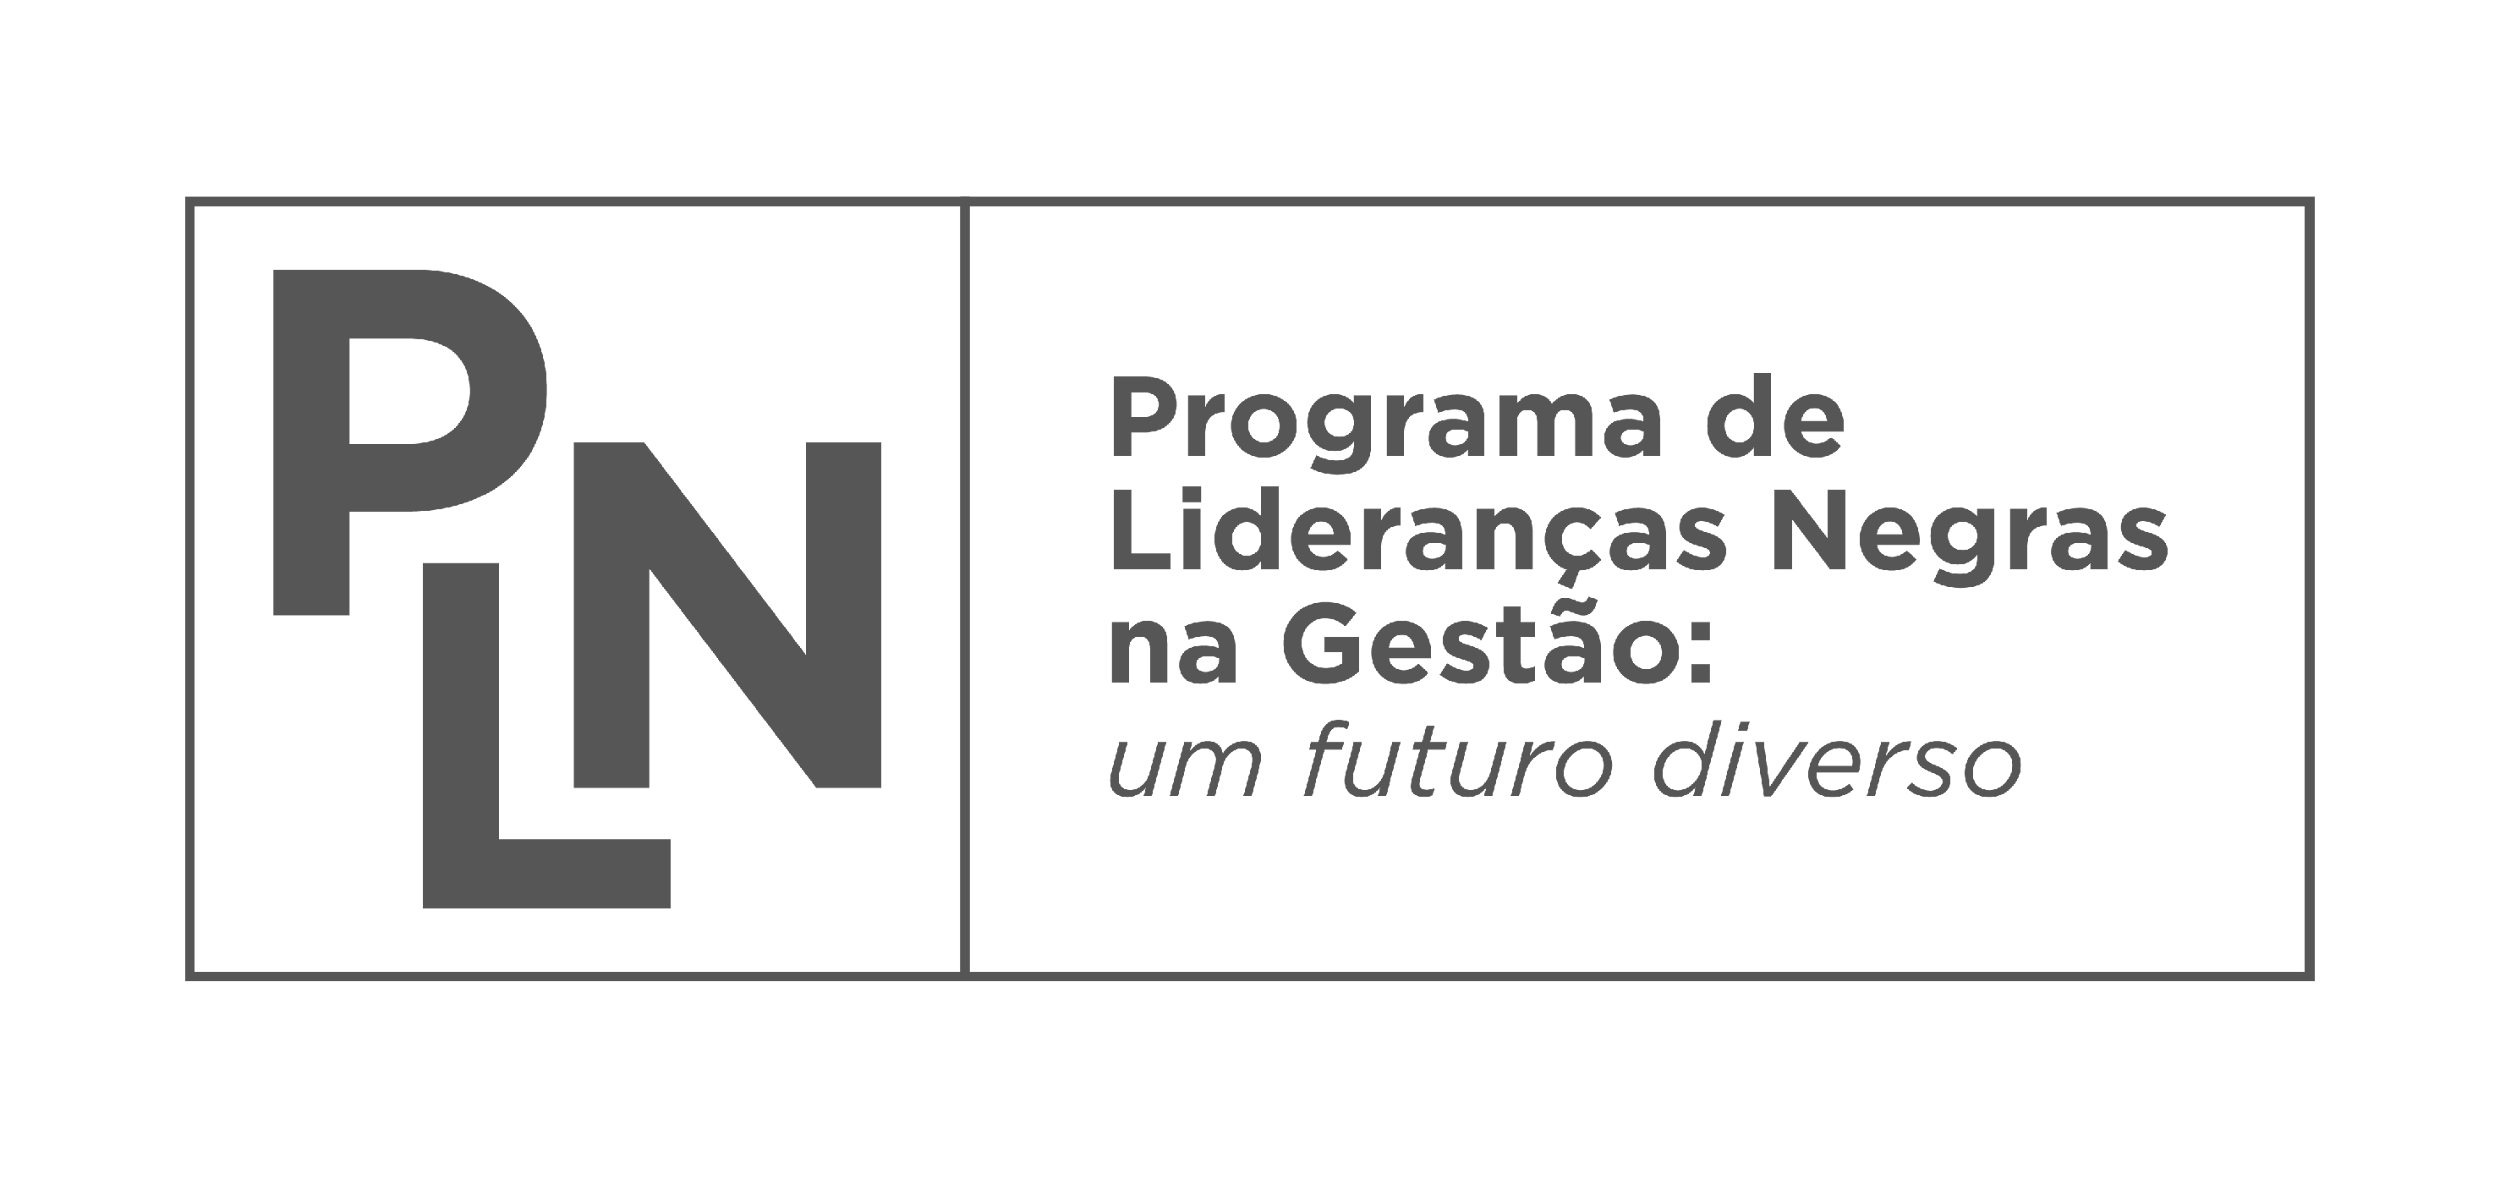 PLN
Programa de
Lideranças Negras
na Gestão:
um futuro diverso